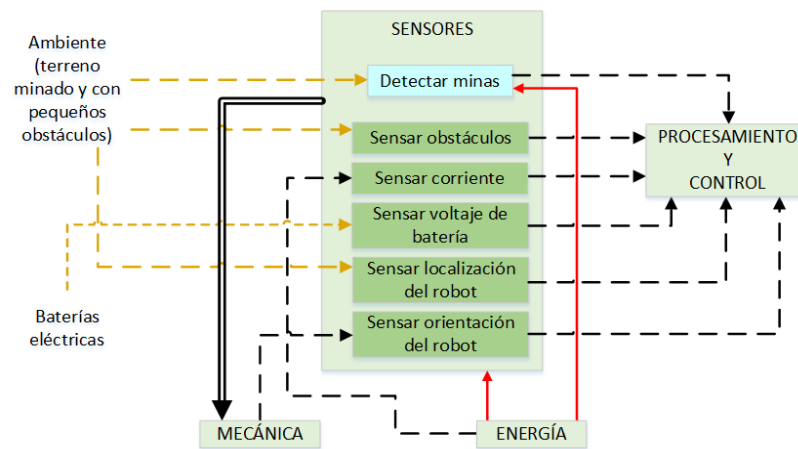 Ambiente
(terreno
minado y con
pequeños
obstáculos)
Baterías
eléctricas
SENSORES
Detectar minas
Sensar obstáculos
Sensar corriente
Sensar voltaje de
batería
Sensar localización
del robot
Sensar orientación
del robot
PROCESAMIENTO
Y
CONTROL
MECÁNICA
ENERGÍA